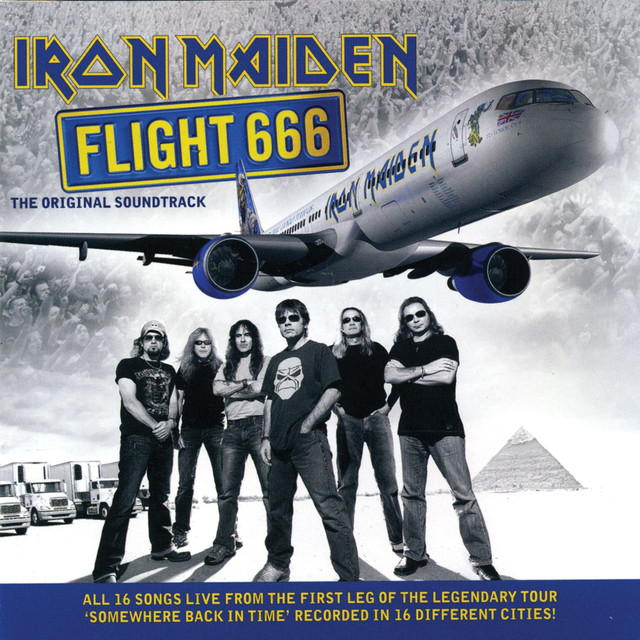 IRON MAIDEN
FLIGHT 666
THE ORIGINAL SOUNDTRACK
IRON MAIDEN
ALL 16 SONGS LIVE FROM THE FIRST LEG OF THE LEGENDARY TOUR
'SOMEWHERE BACK IN TIME' RECORDED IN 16 DIFFERENT CITIES!